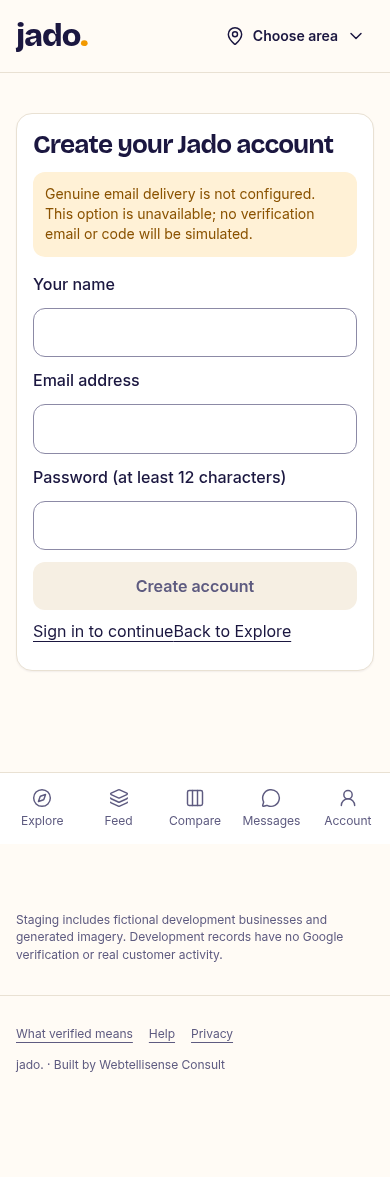 jado.
Choose area
Create your Jado account
Genuine email delivery is not configured.
This option is unavailable; no verification
email or code will be simulated.
Your name
Email address
Password (at least 12 characters)
Create account
Sign in to continueBack to Explore
Explore Feed Compare Messages Account
Staging includes fictional development businesses and
generated imagery. Development records have no Google
verification or real customer activity.
What verified means Help Privacy
jado. · Built by Webtellisense Consult